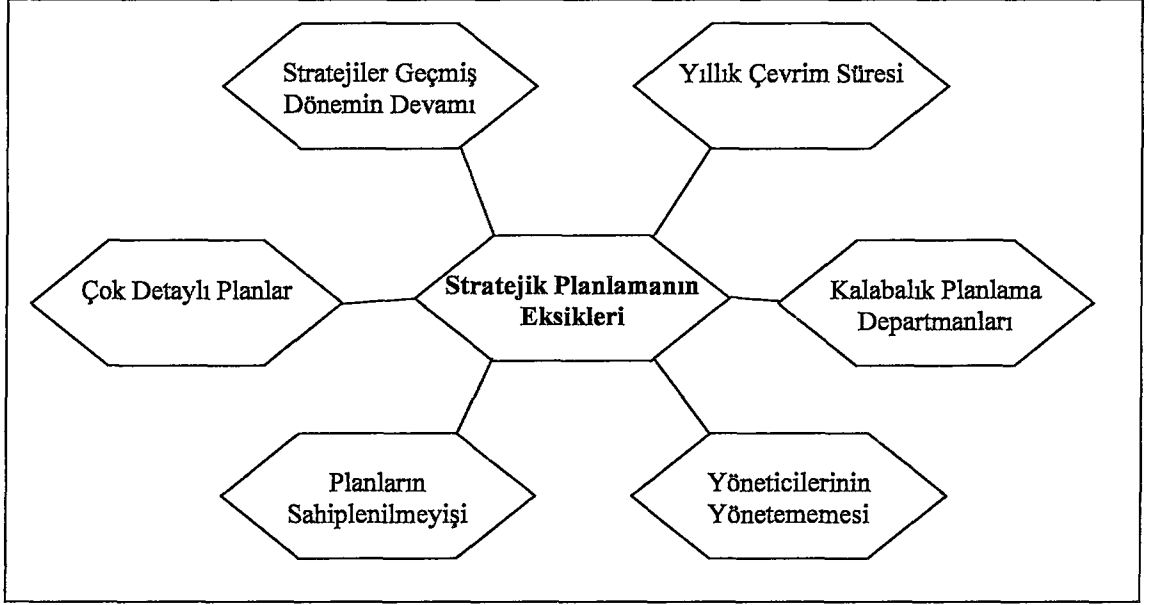 Stratejiler Geçmiş
Dönemin Devamı
Yıllık Çevrim Süresi
Çok Detaylı Planlar
Stratejik Planlamanın
Eksikleri
Kalabalık Planlama
Departmanları
Planların
Sahiplenilmeyişi
Yöneticilerinin
Yönetememesi